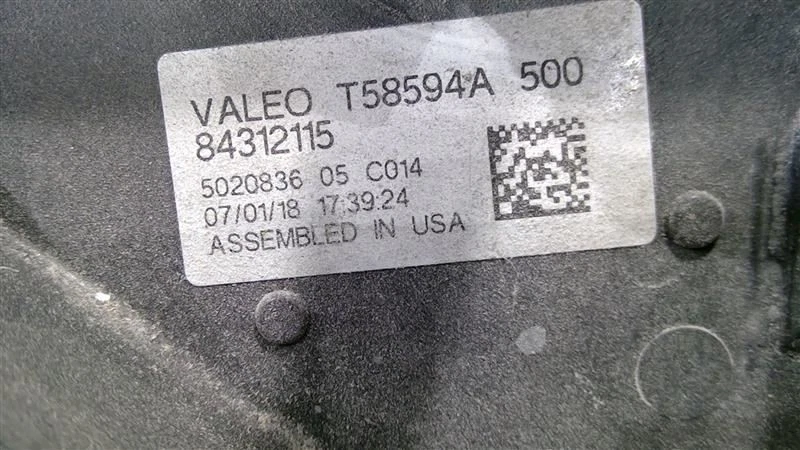 VALEO T58594A 500
84312115
5020836 05 C014
07/01/18 17:39:24
ASSEMBLED IN USA